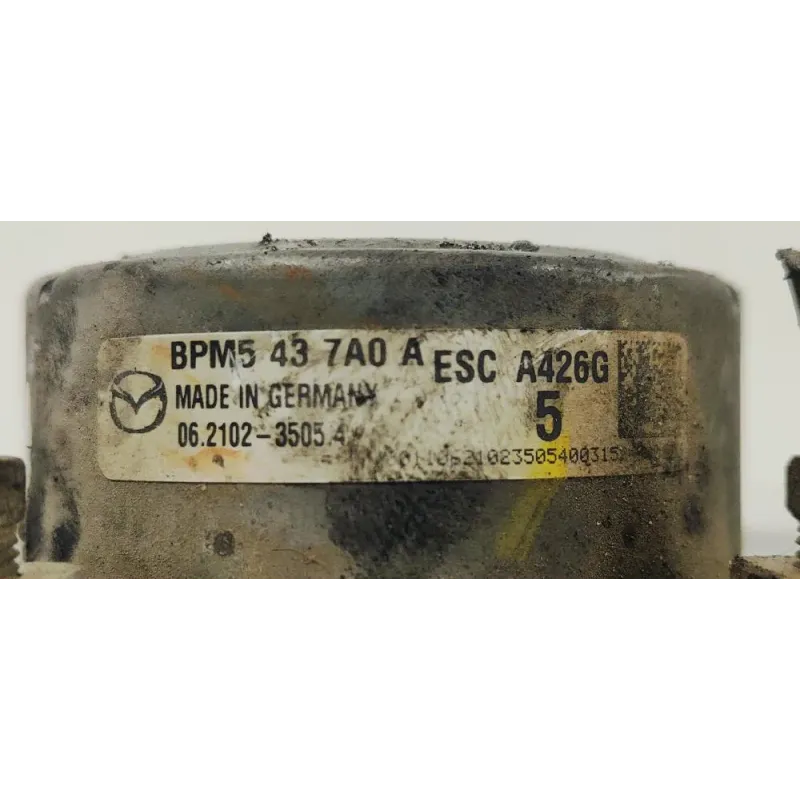 BPM5 43 7A0 A ESC A426G
MADE IN GERMANY 5
06.2102-3505.4